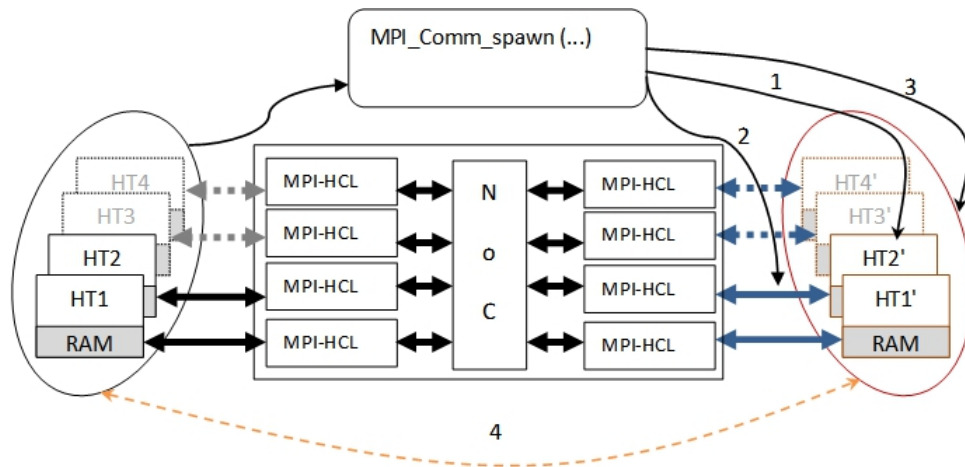 MPI_Comm_spawn (...)
1
3
2
HT4
HT3
HT2
HT1
RAM
MPI-HCL
MPI-HCL
MPI-HCL
MPI-HCL
N
o
C
MPI-HCL
MPI-HCL
MPI-HCL
MPI-HCL
HT4'
HT3'
HT2'
HT1'
RAM
4